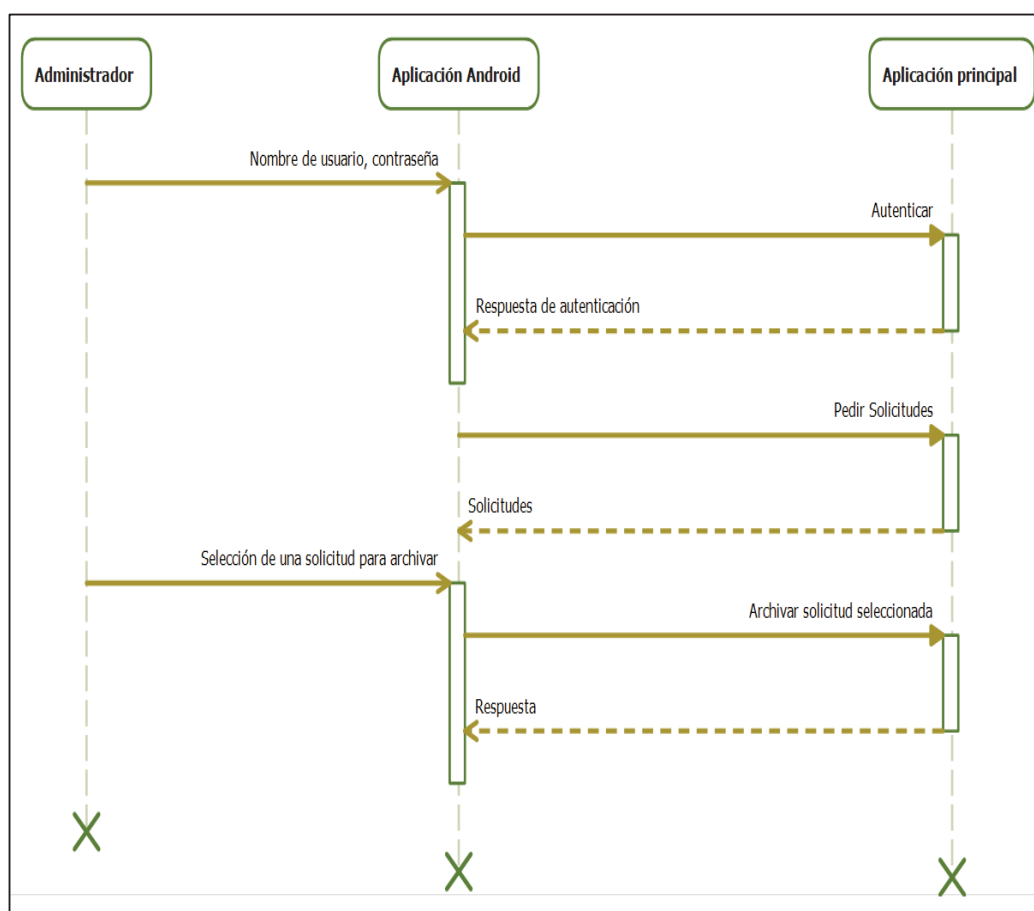 Administrador
Aplicación Android
Aplicación principal
Nombre de usuario, contraseña
Autenticar
Respuesta de autenticación
Pedir Solicitudes
Solicitudes
Selección de una solicitud para archivar
Archivar solicitud seleccionada
Respuesta